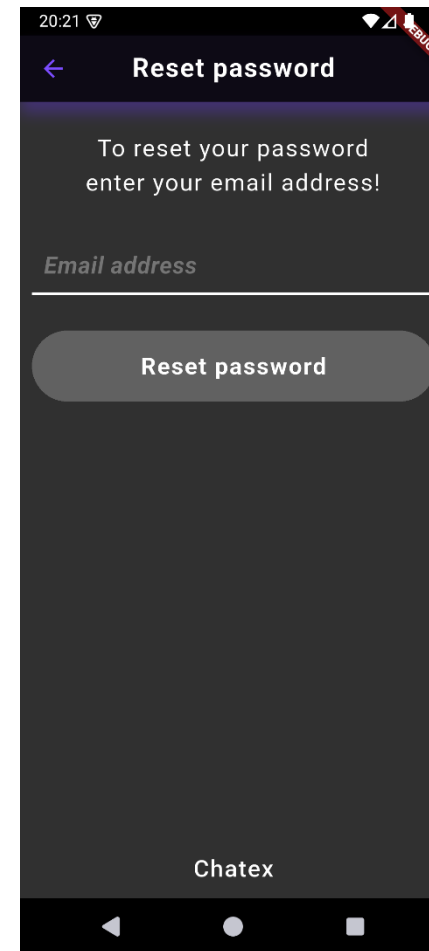 20:21
Reset password
To reset your password
enter your email address!
Email address
Reset password
Chatex